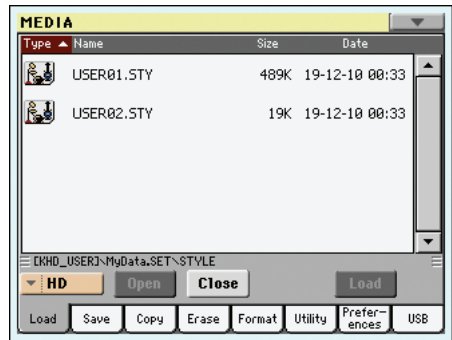 MEDIA
Type Name Size Date
USER01.STY 489K 19-12-10 00:33
USER02.STY 19K 19-12-10 00:33
[KHD_USER]\MyData.SET\STYLE
HD Open Close Load
Load Save Copy Erase Format Utility Prefer-
ences USB